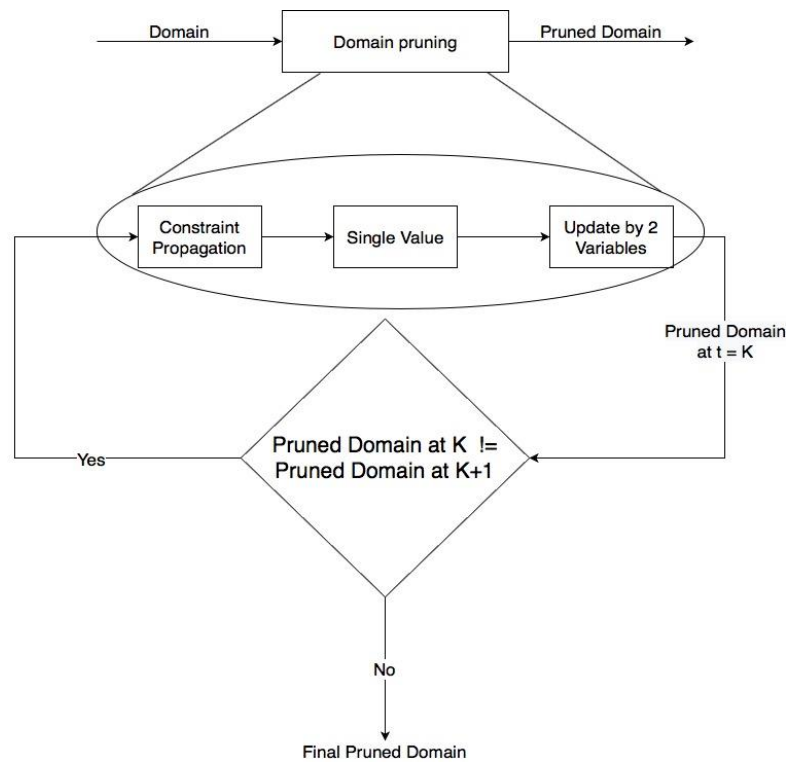 Domain
Domain pruning
Pruned Domain
Constraint
Propagation
Single Value
Update by 2
Variables
Pruned Domain
at t = K
Pruned Domain at K !=
Pruned Domain at K+1
Yes
No
Final Pruned Domain